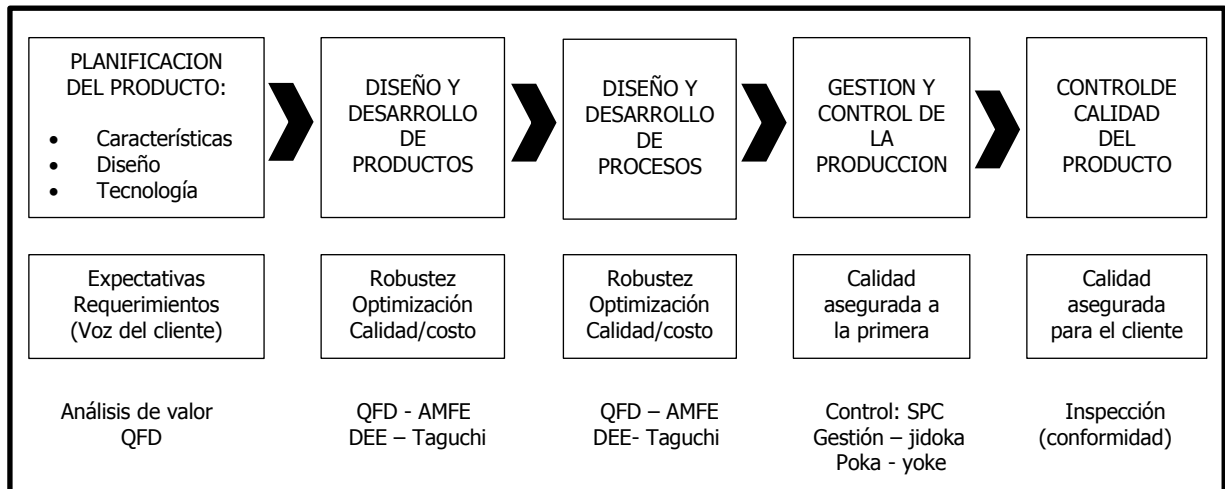 PLANIFICACION
DEL PRODUCTO:
• Característificas
• Diseño
• Tecnología
DISEÑO Y
DESARROLLO
DE
PRODUCTOS
DISEÑO Y
DESARROLLO
DE
PROCESOS
GESTION Y
CONTROL DE
LA
PRODUCCION
CONTROLDE
CALIDAD
DEL
PRODUCTO
Expectativas
Requerimientos
(Voz del cliente)
Robustez
Optimización
Calidad/costo
Robustez
Optimización
Calidad/costo
Calidad
asegurada a
la primera
Calidad
asegurada
para el cliente
Análisis de valor
QFD
QFD - AMFE
DEE – Taguchi
QFD – AMFE
DEE- Taguchi
Control: SPC
Gestión – jidoka
Poka - yoke
Inspección
(conformidad)